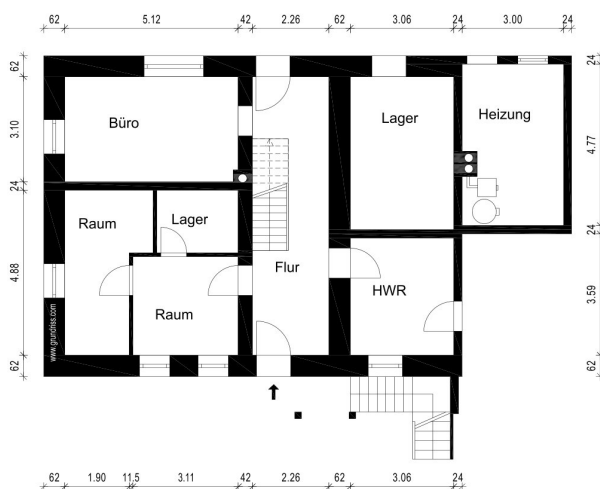 62 5.12 42 2.26 62 3.06 24 3.00 24
62
3.10
24
4.88
62
Büro
Lager
Heizung
Raum
Lager
Flur
Raum
HWR
www.grundriss.com
24
4.77
24
3.59
62
62 1.90 11.5 3.11 42 2.26 62 3.06 24